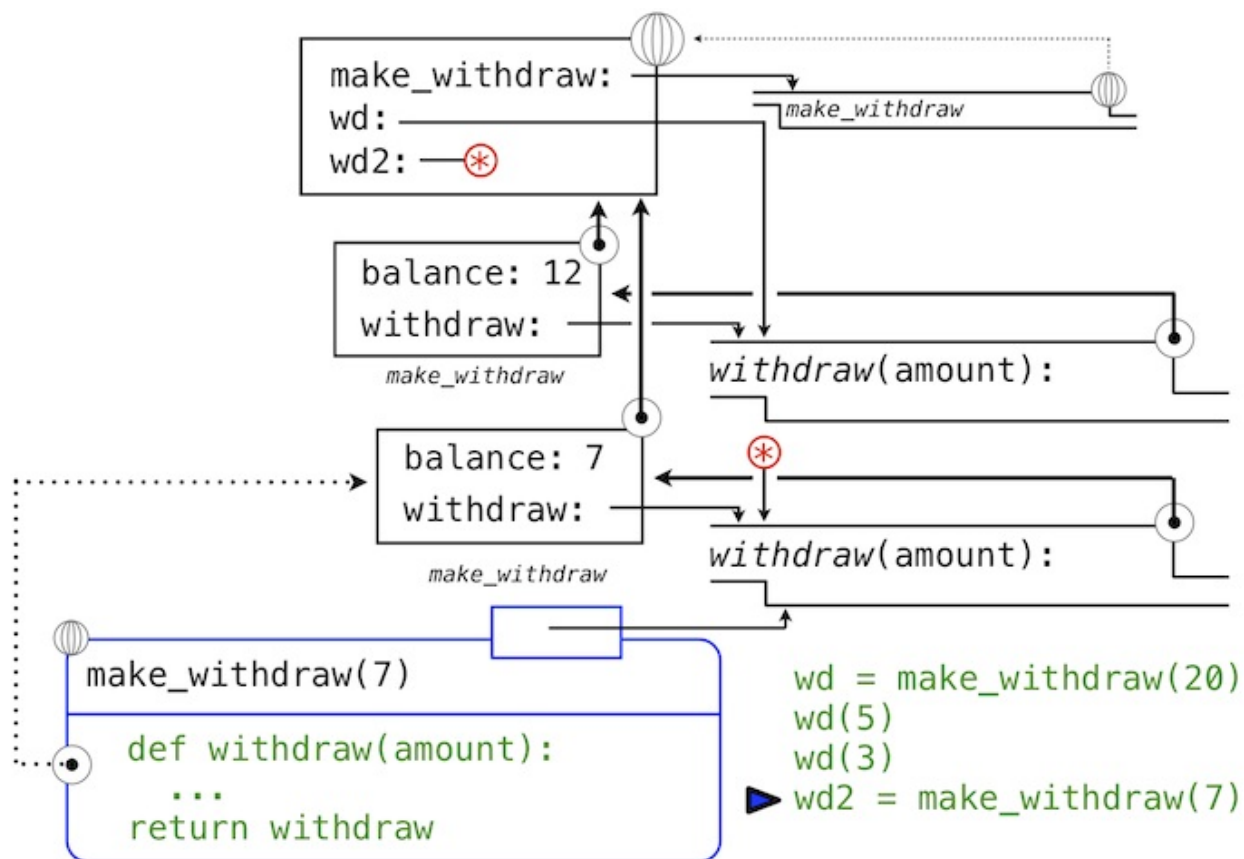 make_withdraw:
make_withdraw
wd:
wd2: *
balance: 12
withdraw:
make_withdraw
withdraw(amount):
balance: 7
*
withdraw:
make_withdraw
withdraw(amount):
make_withdraw(7)
def withdraw(amount):
...
return withdraw
wd = make_withdraw(20)
wd(5)
wd(3)
wd2 = make_withdraw(7)